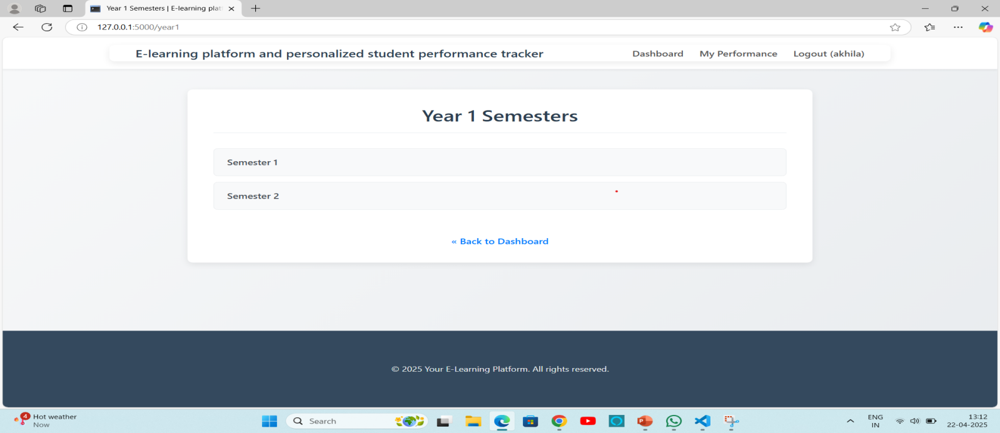 Year 1 Semesters | E-learning plat
127.0.0.1:5000/year1
E-learning platform and personalized student performance tracker
Dashboard My Performance Logout (akhila)
Year 1 Semesters
Semester 1
Semester 2
« Back to Dashboard
© 2025 Your E-Learning Platform. All rights reserved.
4
Hot weather
Now
Search
ENG
IN
13:12
22-04-2025